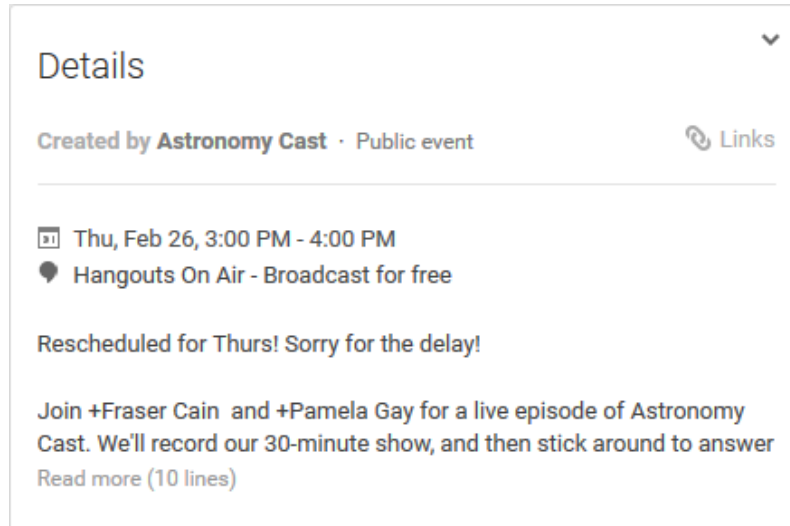 Details
Created by Astronomy Cast · Public event
Links
Thu, Feb 26, 3:00 PM - 4:00 PM
Hangouts On Air - Broadcast for free
Rescheduled for Thurs! Sorry for the delay!
Join +Fraser Cain  and +Pamela Gay for a live episode of Astronomy
Cast. We'll record our 30-minute show, and then stick around to answer
Read more (10 lines)